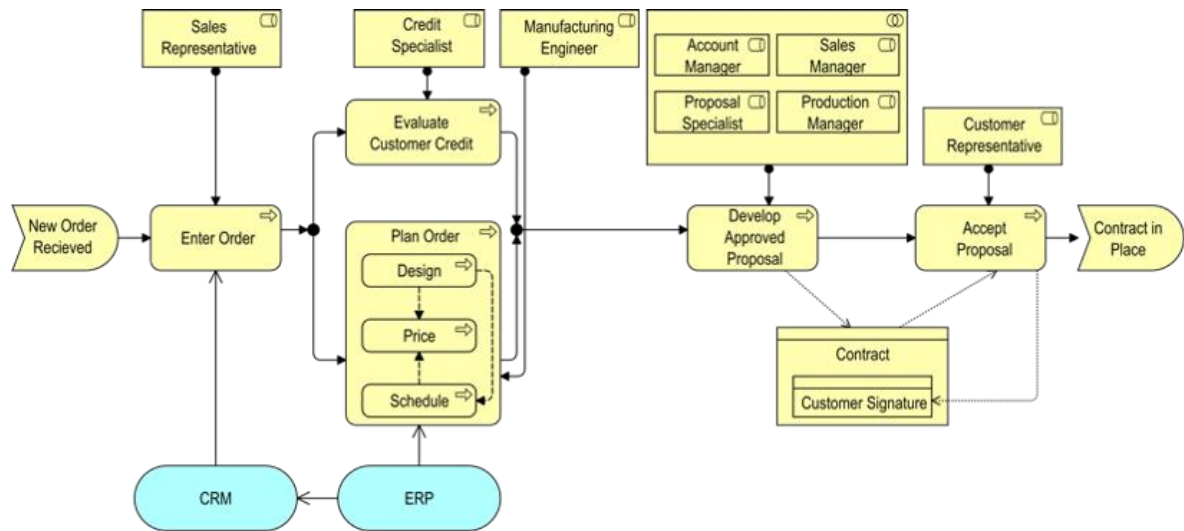 Sales
Representative
Credit
Specialist
Manufacturing
Engineer
Account
Manager
Sales
Manager
Proposal
Specialist
Production
Manager
Customer
Representative
Evaluate
Customer Credit
New Order
Recieved
Enter Order
Plan Order
Design
Price
Schedule
Develop
Approved
Proposal
Accept
Proposal
Contract in
Place
Contract
Customer Signature
CRM
ERP